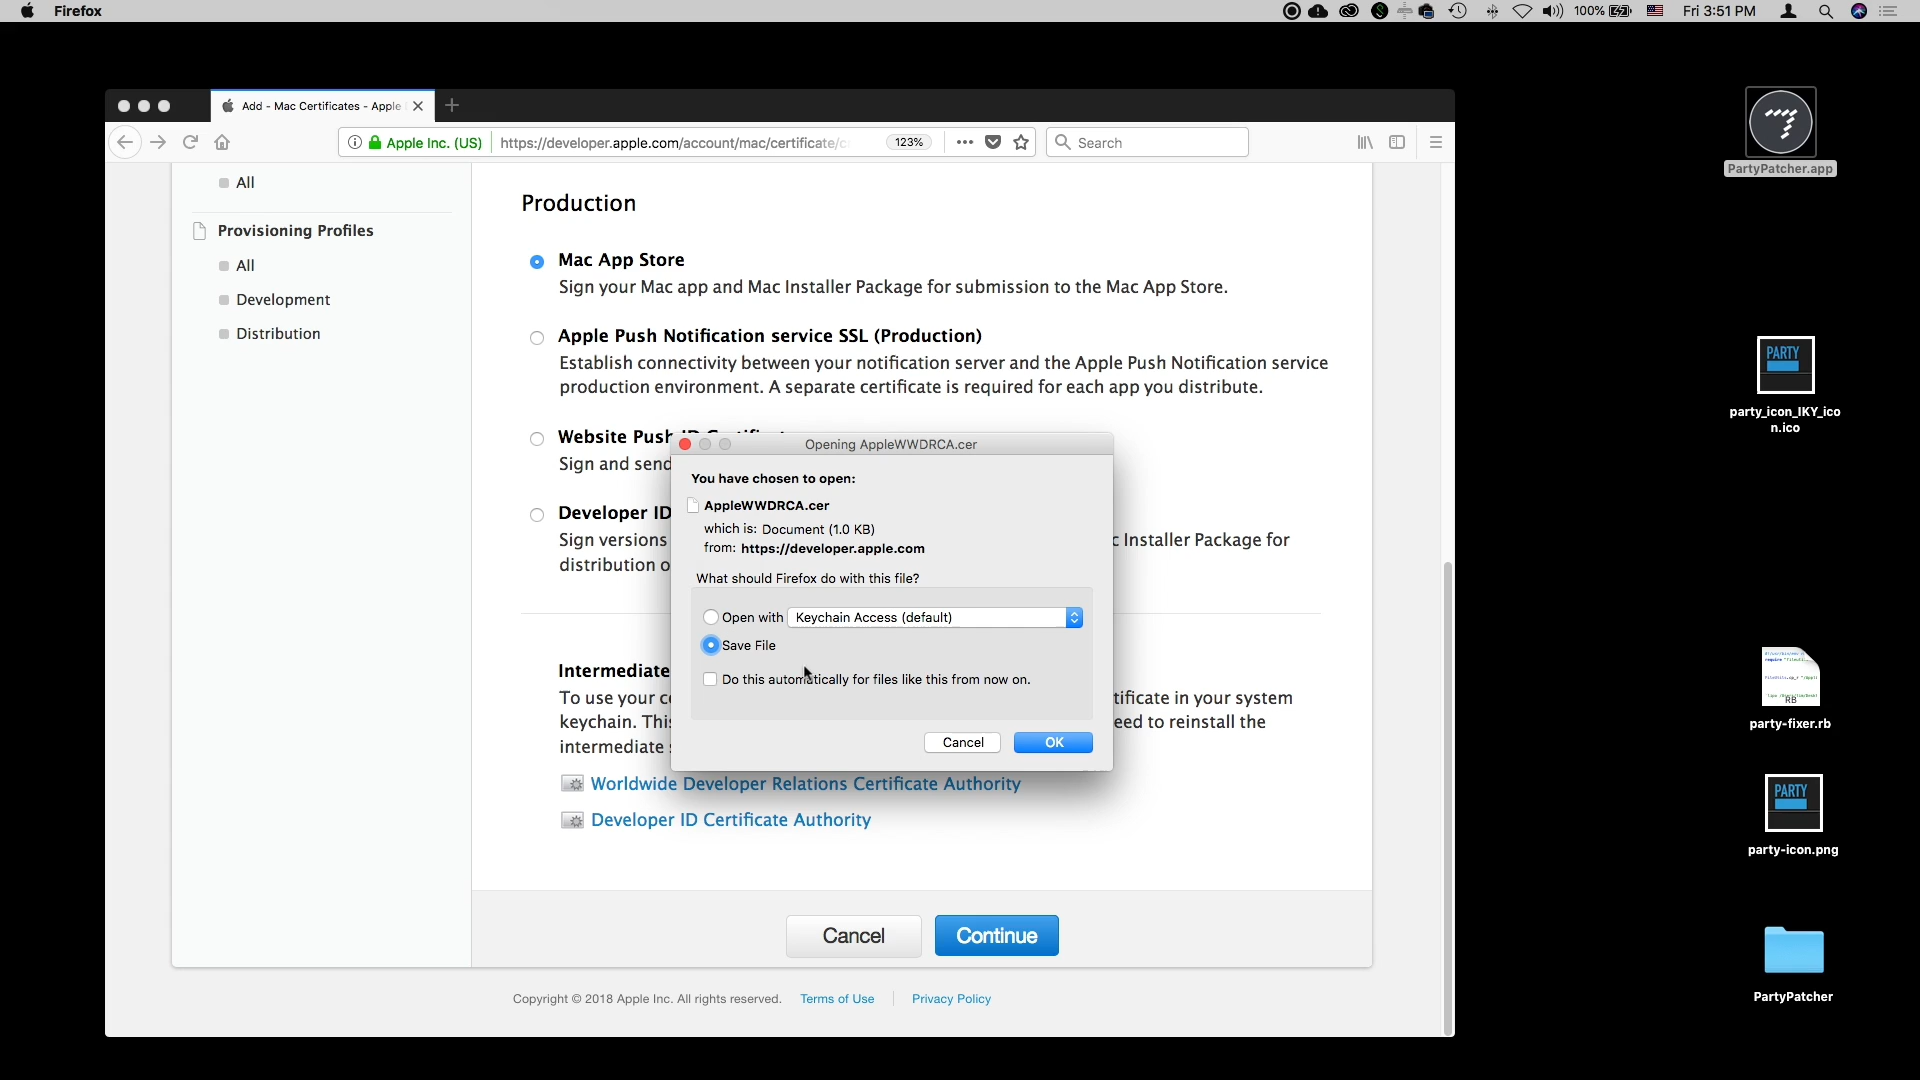 Firefox
100%
Fri 3:51 PM
Add - Mac Certificates - Apple
Apple Inc. (US)
https://developer.apple.com/account/mac/certificate/
123%
Search
All
Provisioning Profiles
All
Development
Distribution
Production
Mac App Store
Sign your Mac app and Mac Installer Package for submission to the Mac App Store.
Apple Push Notification service SSL (Production)
Establish connectivity between your notification server and the Apple Push Notification service
production environment. A separate certificate is required for each app you distribute.
Website Push
Sign and send
Developer ID
Sign versions
c Installer Package for
distribution o
Intermediate
To use your ce
tificate in your system
keychain. This
eed to reinstall the
intermediate
Worldwide Developer Relations Certificate Authority
Developer ID Certificate Authority
Cancel
Continue
Copyright © 2018 Apple Inc. All rights reserved.
Terms of Use
Privacy Policy
Opening AppleWWDRCA.cer
You have chosen to open:
AppleWWDRCA.cer
which is: Document (1.0 KB)
from: https://developer.apple.com
What should Firefox do with this file?
Open with
Keychain Access (default)
Save File
Do this automatically for files like this from now on.
Cancel
OK
PartyPatcher.app
PARTY
party_icon_IKY_ico
n.ico
RB
party-fixer.rb
PARTY
party-icon.png
PartyPatcher